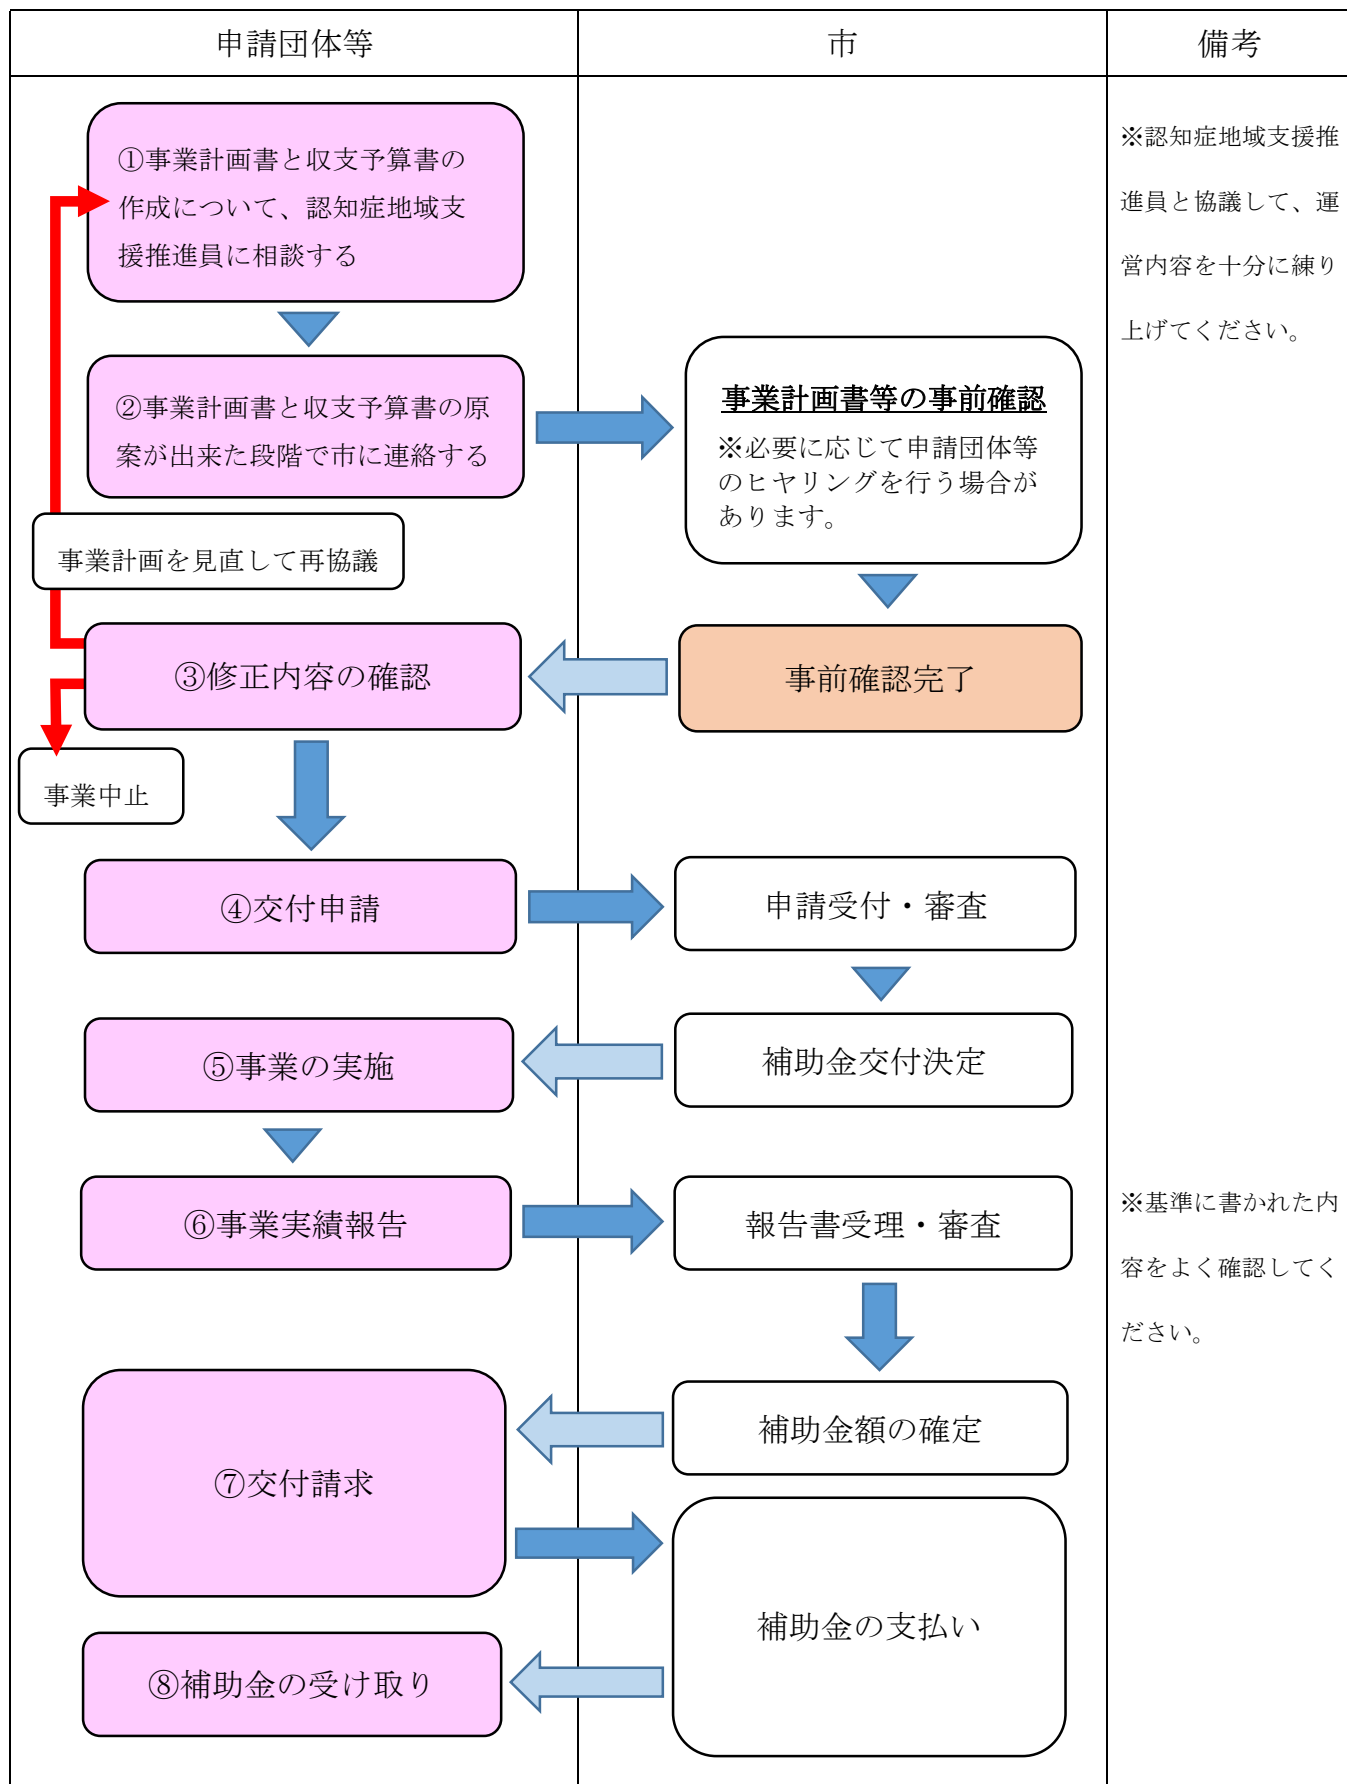 申請団体等
市
備考
①事業計画書と収支予算書の
作成について、認知症地域支
援推進員に相談する
※認知症地域支援推
進員と協議して、運
営内容を十分に練り
上げてください。
②事業計画書と収支予算書の原
案が出来た段階で市に連絡する
事業計画書等の事前確認
※必要に応じて申請団体等
のヒヤリングを行う場合が
あります。
事業計画を見直して再協議
③修正内容の確認
事前確認完了
事業中止
④交付申請
申請受付・審査
⑤事業の実施
補助金交付決定
⑥事業実績報告
報告書受理・審査
※基準に書かれた内
容をよく確認してく
ださい。
補助金額の確定
⑦交付請求
補助金の支払い
⑧補助金の受け取り